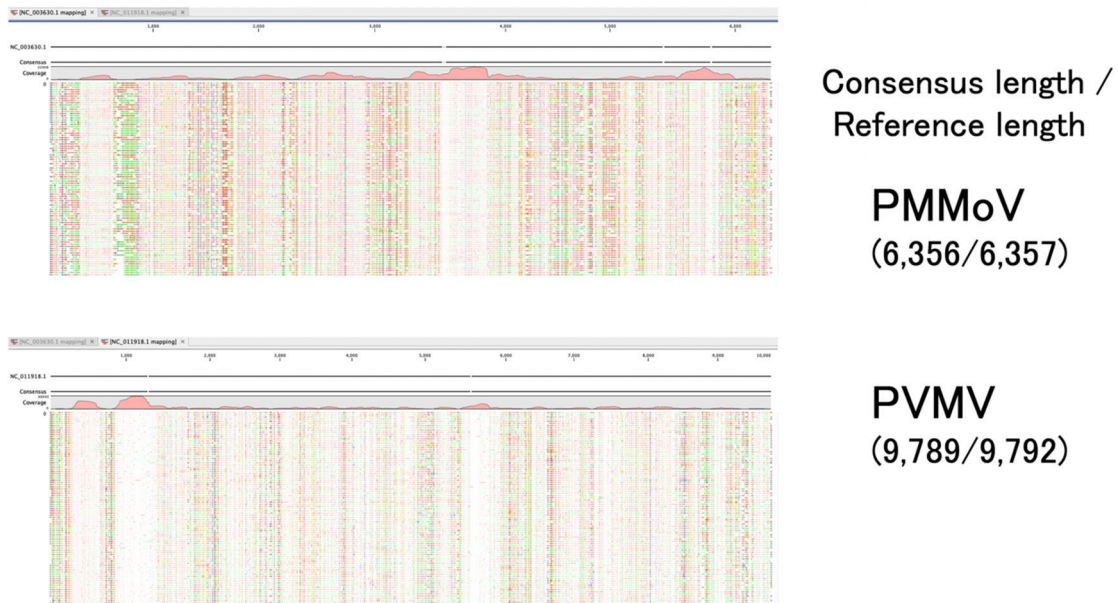 [NC_003630.1 mapping] × [NC_011918.1 mapping] ×
1,000 2,000 3,000 4,000 5,000 6,000
NC_003630.1
Consensus
Coverage
0
Consensus length /
Reference length
PMMoV
(6,356/6,357)
[NC_003630.1 mapping] × [NC_011918.1 mapping] ×
1,000 2,000 3,000 4,000 5,000 6,000 7,000 8,000 9,000 10,000
NC_011918.1
Consensus
Coverage
0
PVMV
(9,789/9,792)